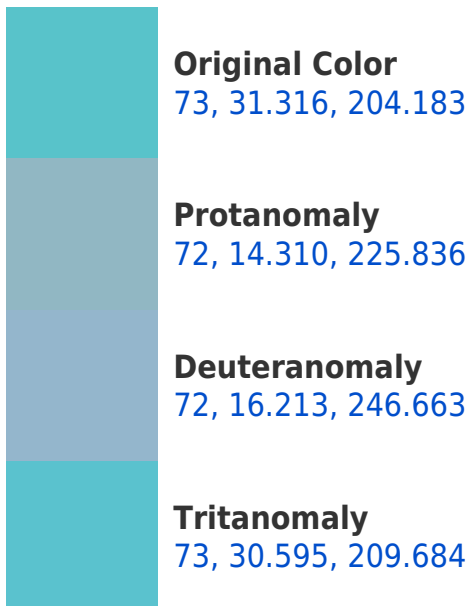 Original Color
73, 31.316, 204.183
Protanomaly
72, 14.310, 225.836
Deuteranomaly
72, 16.213, 246.663
Tritanomaly
73, 30.595, 209.684